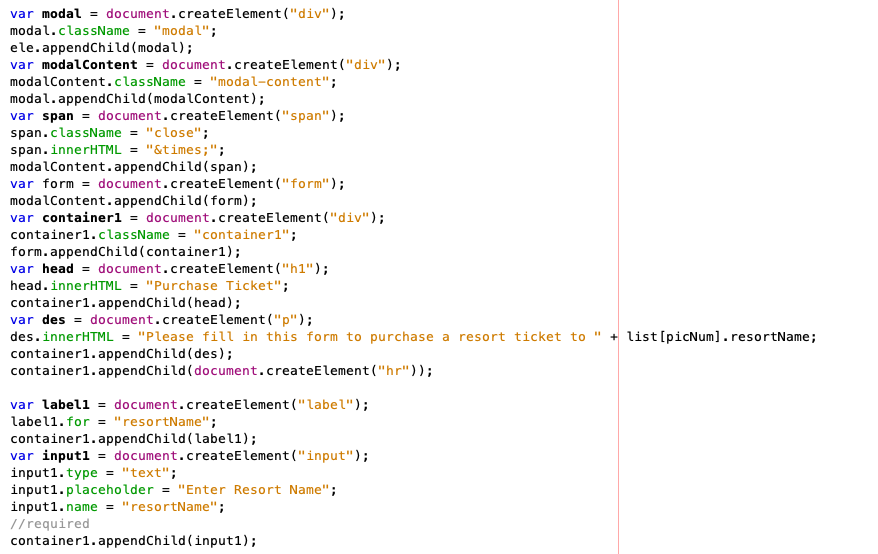 var modal = document.createElement("div");
modal.className = "modal";
ele.appendChild(modal);
var modalContent = document.createElement("div");
modalContent.className = "modal-content";
modal.appendChild(modalContent);
var span = document.createElement("span");
span.className = "close";
span.innerHTML = "&times;";
modalContent.appendChild(span);
var form = document.createElement("form");
modalContent.appendChild(form);
var container1 = document.createElement("div");
container1.className = "container1";
form.appendChild(container1);
var head = document.createElement("h1");
head.innerHTML = "Purchase Ticket";
container1.appendChild(head);
var des = document.createElement("p");
des.innerHTML = "Please fill in this form to purchase a resort ticket to " + list[picNum].resortName;
container1.appendChild(des);
container1.appendChild(document.createElement("hr"));

var label1 = document.createElement("label");
label1.for = "resortName";
container1.appendChild(label1);
var input1 = document.createElement("input");
input1.type = "text";
input1.placeholder = "Enter Resort Name";
input1.name = "resortName";
//required
container1.appendChild(input1);